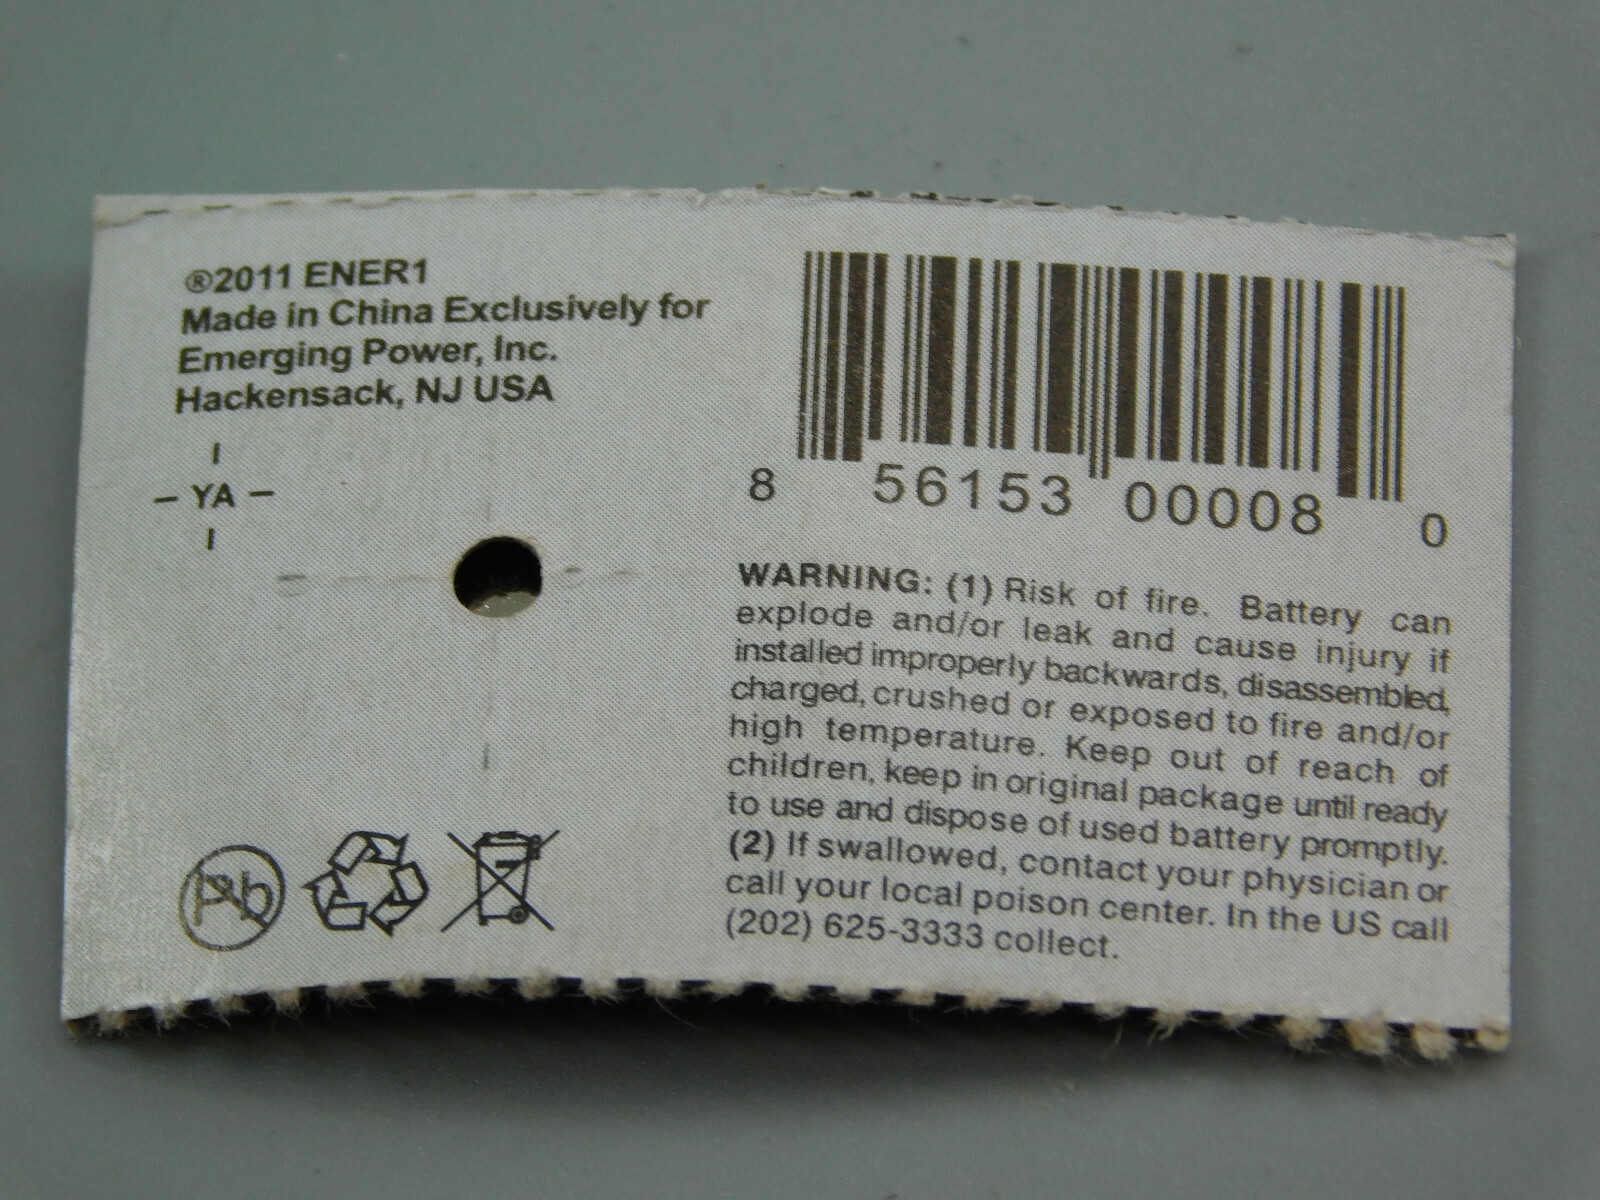 ®2011 ENER1
Made in China Exclusively for
Emerging Power, Inc.
Hackensack, NJ USA
I
– YA –
I
Pb
8 56153 00008 0
WARNING: (1) Risk of fire. Battery can
explode and/or leak and cause injury if
installed improperly backwards, disassembled,
charged, crushed or exposed to fire and/or
high temperature. Keep out of reach of
children, keep in original package until ready
to use and dispose of used battery promptly.
(2) If swallowed, contact your physician or
call your local poison center. In the US call
(202) 625-3333 collect.